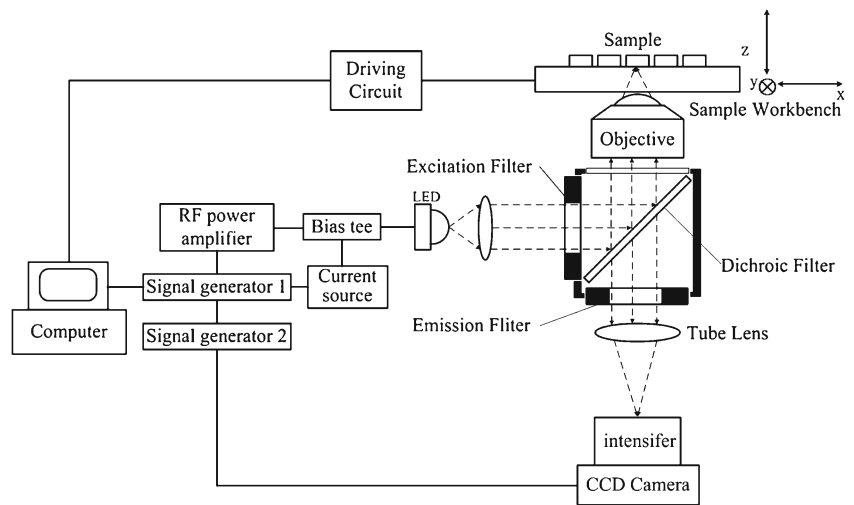 Sample
z
Driving
Circuit
y
x
Sample Workbench
Objective
Excitation Filter
LED
RF power
amplifier
Bias tee
Dichroic Filter
Signal generator 1
Current
source
Computer
Emission Fliter
Signal generator 2
Tube Lens
intensifer
CCD Camera